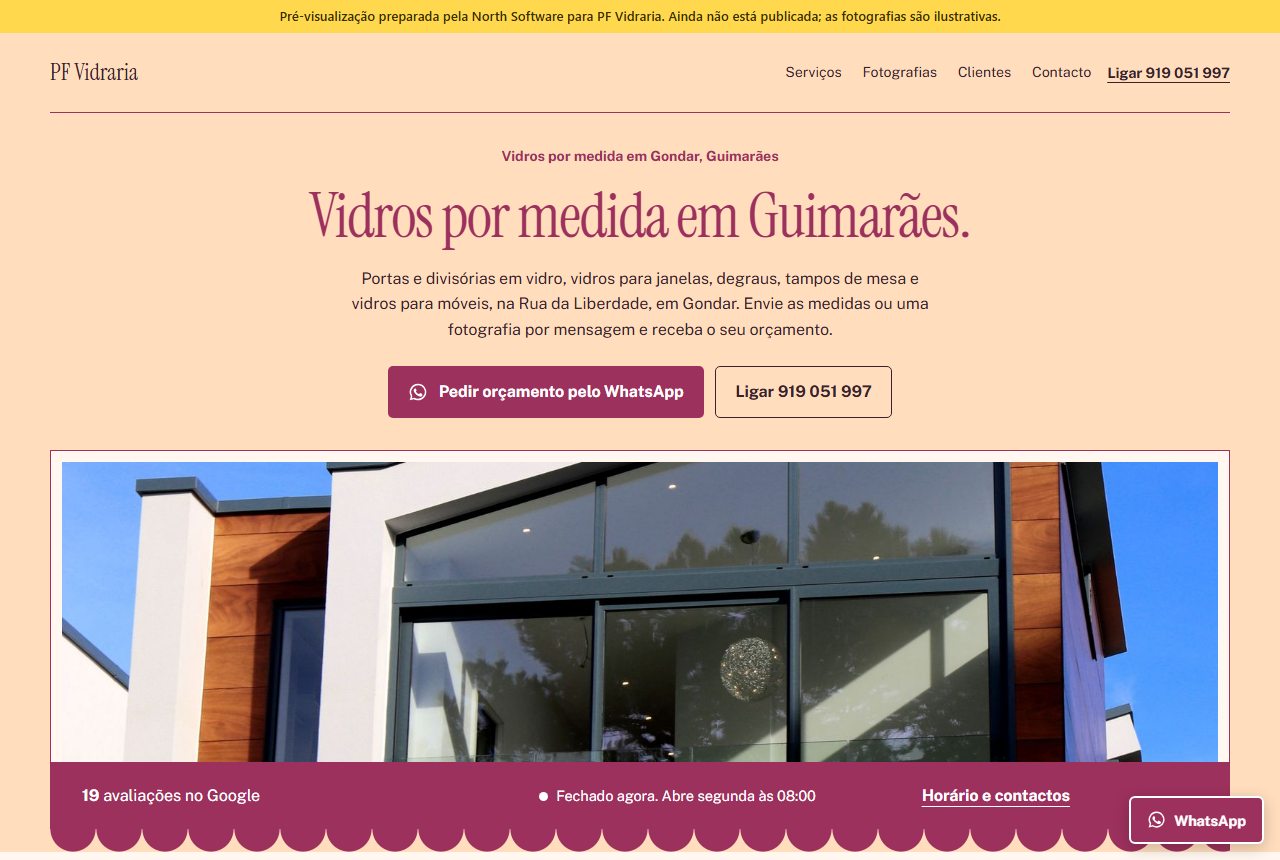 Pré-visualização preparada pela North Software para PF Vidraria. Ainda não está publicada; as fotografias são ilustrativas.
PF Vidraria
Serviços
Fotografias
Clientes
Contacto
Ligar 919 051 997
Vidros por medida em Gondar, Guimarães
Vidros por medida em Guimarães.
Portas e divisórias em vidro, vidros para janelas, degraus, tampos de mesa e
vidros para móveis, na Rua da Liberdade, em Gondar. Envie as medidas ou uma
fotografia por mensagem e receba o seu orçamento.
Pedir orçamento pelo WhatsApp
Ligar 919 051 997
19 avaliações no Google
Fechado agora. Abre segunda às 08:00
Horário e contactos
WhatsApp